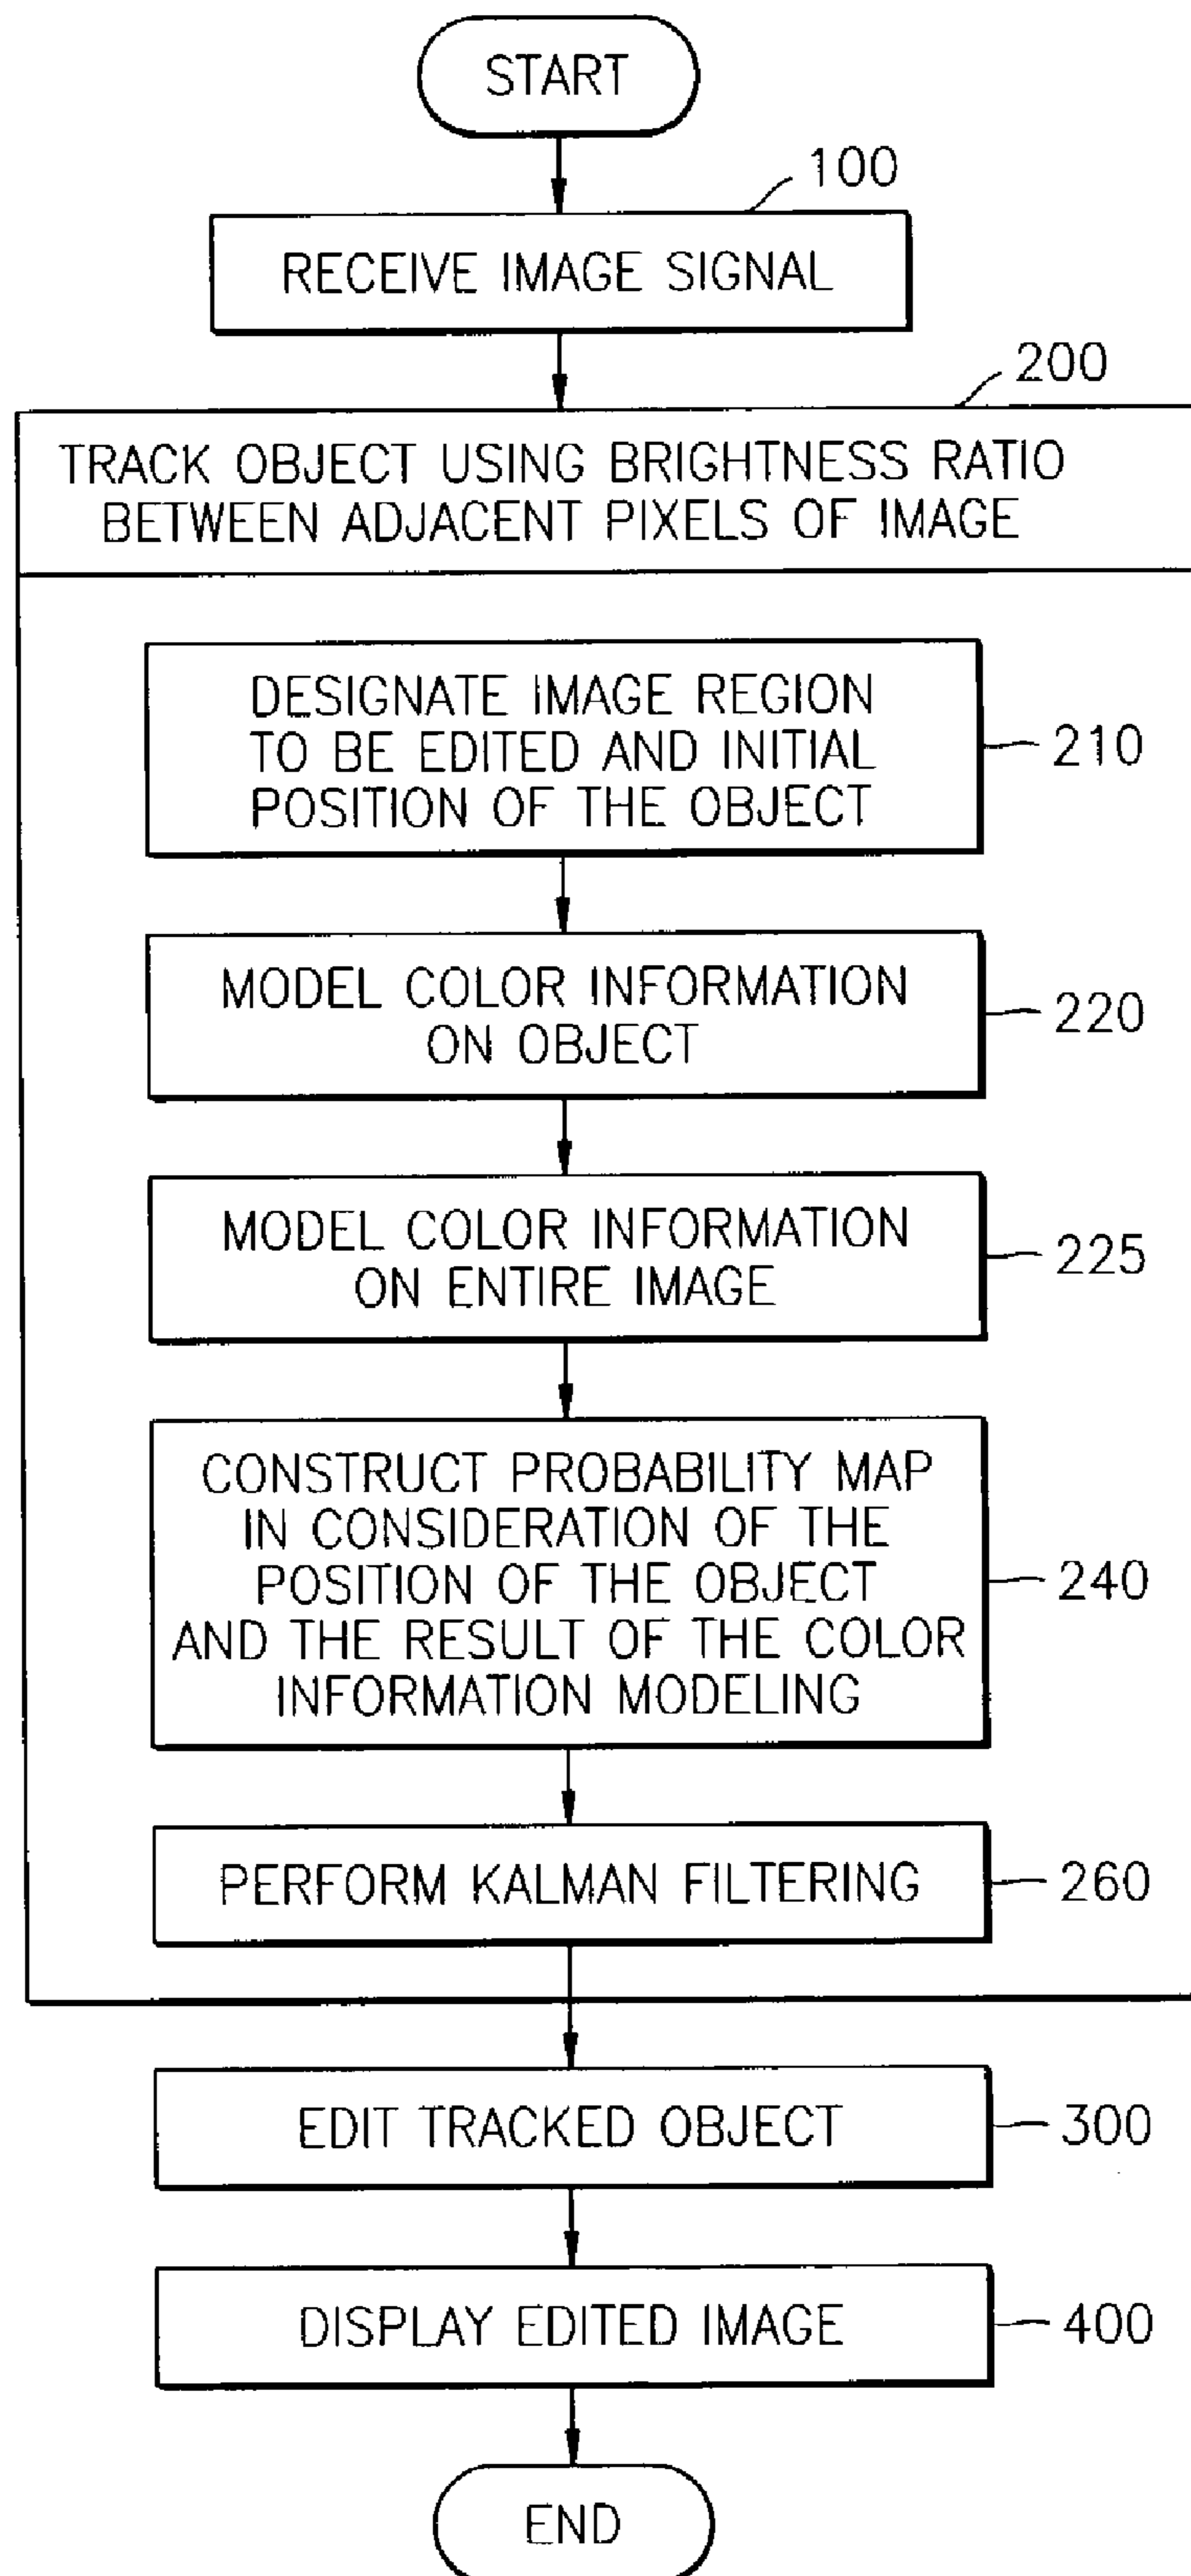 START
100
RECEIVE IMAGE SIGNAL
200
TRACK OBJECT USING BRIGHTNESS RATIO
BETWEEN ADJACENT PIXELS OF IMAGE
DESIGNATE IMAGE REGION
TO BE EDITED AND INITIAL
POSITION OF THE OBJECT
210
MODEL COLOR INFORMATION
ON OBJECT
220
MODEL COLOR INFORMATION
ON ENTIRE IMAGE
225
CONSTRUCT PROBABILITY MAP
IN CONSIDERATION OF THE
POSITION OF THE OBJECT
AND THE RESULT OF THE COLOR
INFORMATION MODELING
240
PERFORM KALMAN FILTERING
260
EDIT TRACKED OBJECT
300
DISPLAY EDITED IMAGE
400
END